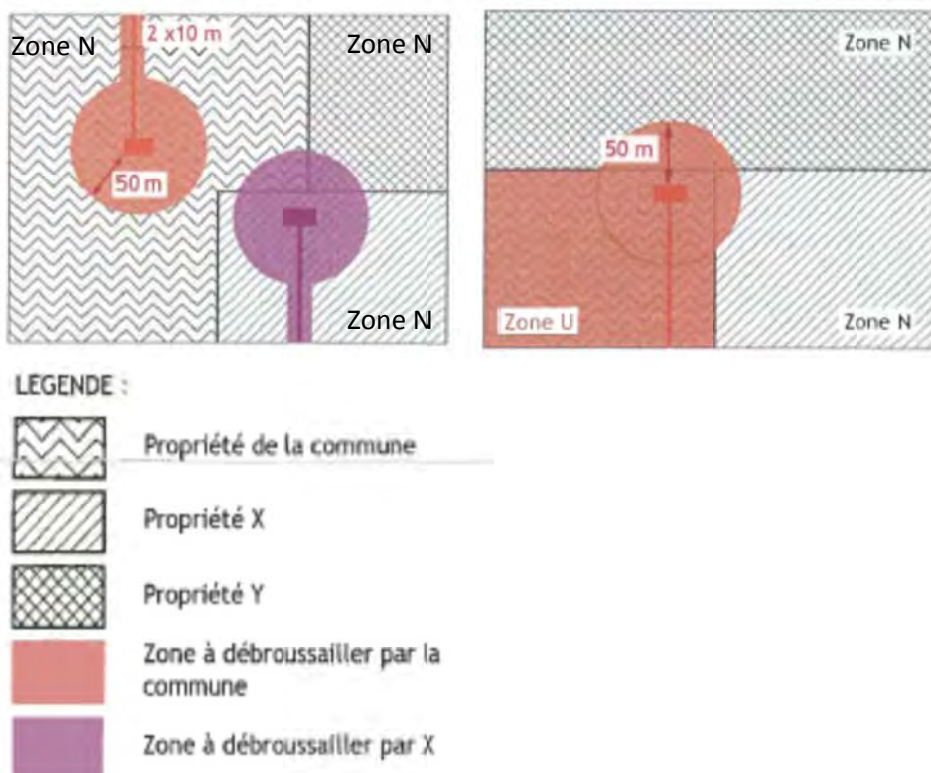 Zone N
2 x10 m
Zone N
50 m
Zone N
Zone N
50 m
Zone U
Zone N
LEGENDE :
Propriété de la commune
Propriété X
Propriété Y
Zone à débroussailler par la
commune
Zone à débroussailler par X